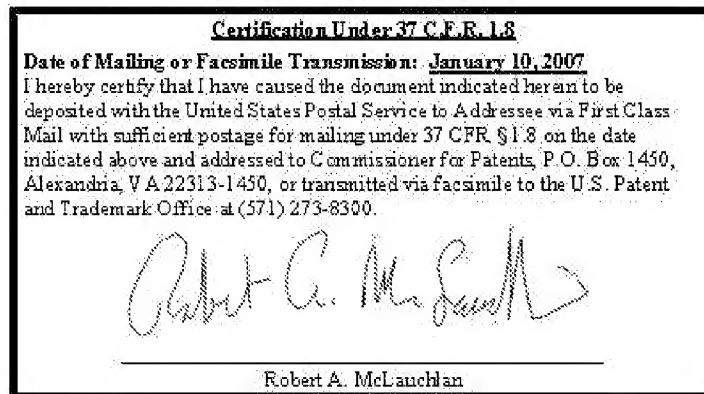 Certification Under 37 C.F.R. 1.8
Date of Mailing or Facsimile Transmission: January 10, 2007
I hereby certify that I have caused the document indicated herein to be
deposited with the United States Postal Service to Addressee via First Class
Mail with sufficient postage for mailing under 37 CFR § 1.8 on the date
indicated above and addressed to Commissioner for Patents, P.O. Box 1450,
Alexandria, VA 22313-1450, or transmitted via facsimile to the U.S. Patent
and Trademark Office at (571) 273-8300.
Robert A. McLauchlan
Robert A. McLauchlan